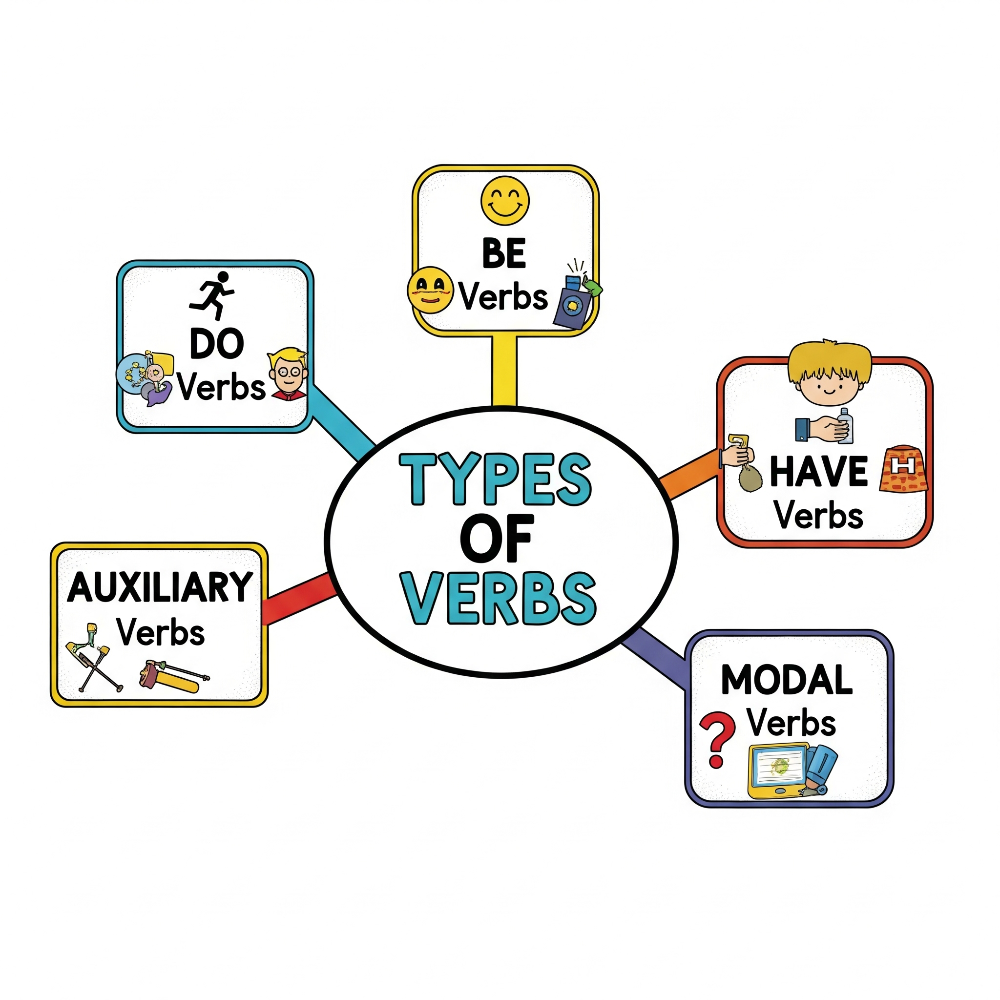 TYPES
OF
VERBS
BE
Verbs
DO
Verbs
HAVE
H
Verbs
AUXILIARY
Verbs
MODAL
Verbs
?